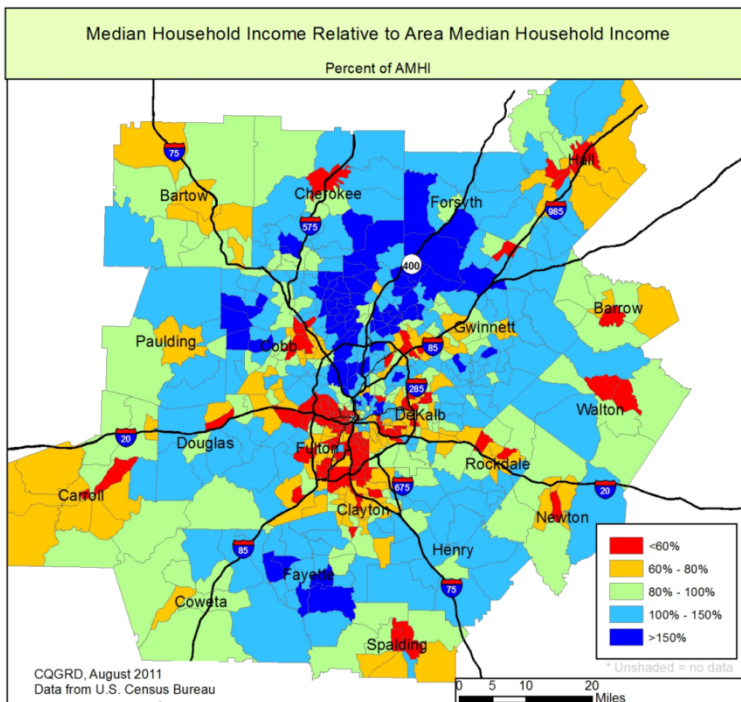 Median Household Income Relative to Area Median Household Income
Percent of AMHI
75
Hall
Bartow
Cherokee
Forsyth
985
575
400
Barrow
Paulding
Cobb
Gwinnett
85
285
Walton
DeKalb
20
Douglas
Fulton
Rockdale
Carroll
675
20
Clayton
Newton
85
Henry
Fayette
75
Coweta
Spalding
<60%
60% - 80%
80% - 100%
100% - 150%
>150%
* Unshaded = no data
CQGRD, August 2011
Data from U.S. Census Bureau
0 5 10 20
Miles